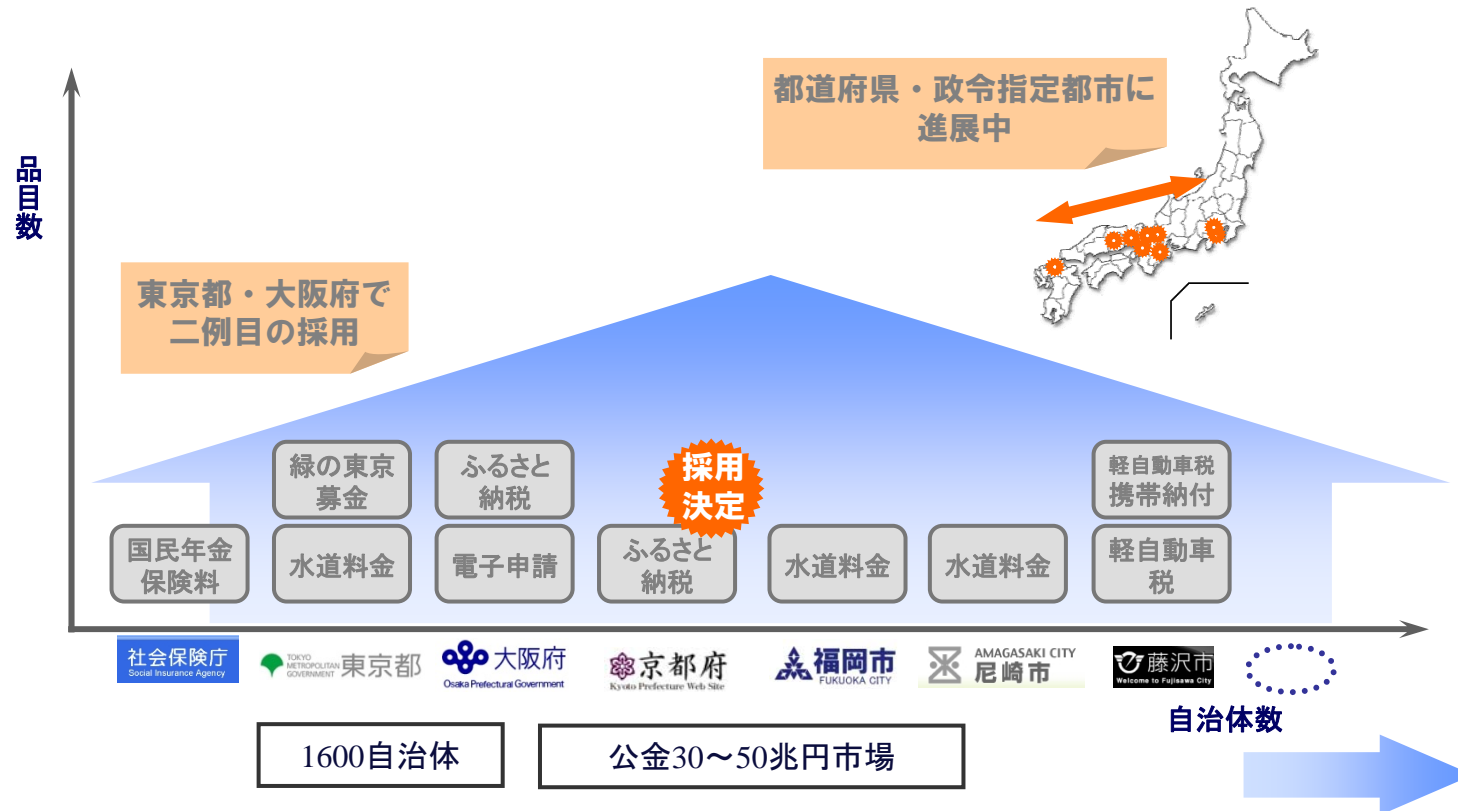 都道府県・政令指定都市に
進展中
品目数
東京都・大阪府で
二例目の採用
緑の東京
募金
ふるさと
納税
採用
決定
軽自動車税
携帯納付
国民年金
保険料
水道料金
電子申請
ふるさと
納税
水道料金
水道料金
軽自動車
税
社会保険庁
Social Insurance Agency
TOKYO
METROPOLITAN
GOVERNMENT
東京都
大阪府
Osaka Prefectural Government
京都府
Kyoto Prefecture Web Site
福岡市
FUKUOKA CITY
AMAGASAKI CITY
尼崎市
藤沢市
Welcome to Fujisawa City
自治体数
1600自治体
公金30～50兆円市場